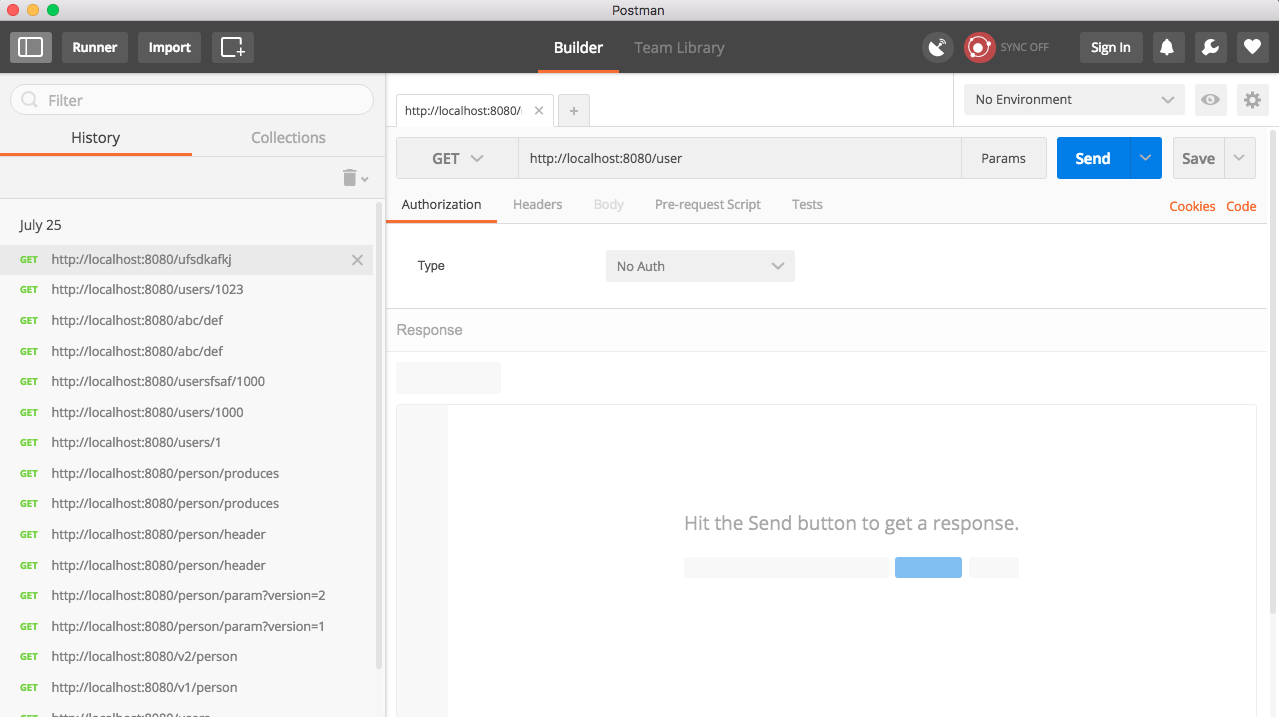 Postman
Runner Import Builder Team Library SYNC OFF Sign In
Filter
History Collections
July 25
GET http://localhost:8080/ufsdkafkj
GET http://localhost:8080/users/1023
GET http://localhost:8080/abc/def
GET http://localhost:8080/abc/def
GET http://localhost:8080/usersfsaf/1000
GET http://localhost:8080/users/1000
GET http://localhost:8080/users/1
GET http://localhost:8080/person/produces
GET http://localhost:8080/person/produces
GET http://localhost:8080/person/header
GET http://localhost:8080/person/header
GET http://localhost:8080/person/param?version=2
GET http://localhost:8080/person/param?version=1
GET http://localhost:8080/v2/person
GET http://localhost:8080/v1/person
GET http://localhost:8080/users
http://localhost:8080/ No Environment
GET http://localhost:8080/user Params Send Save
Authorization Headers Body Pre-request Script Tests Cookies Code
Type No Auth
Response
Hit the Send button to get a response.